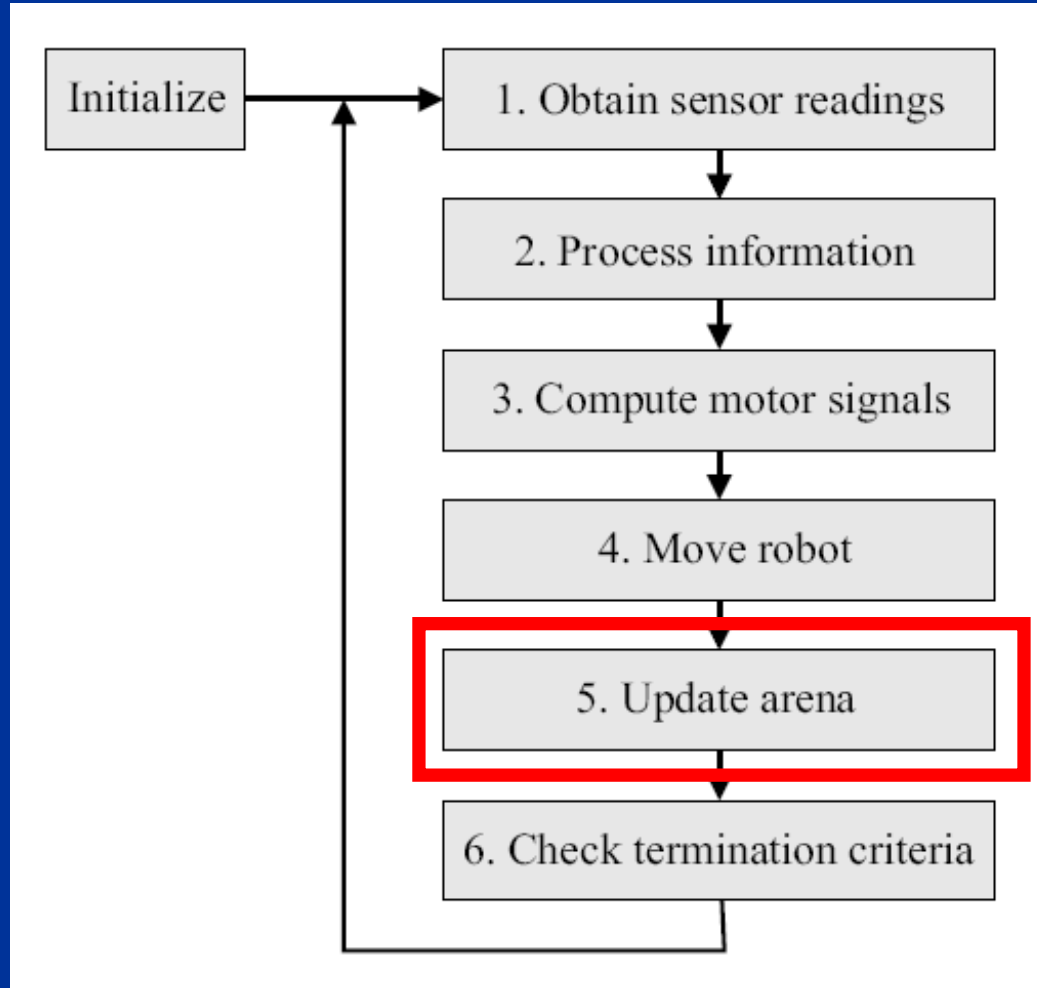 Initialize
1. Obtain sensor readings
2. Process information
3. Compute motor signals
4. Move robot
5. Update arena
6. Check termination criteria